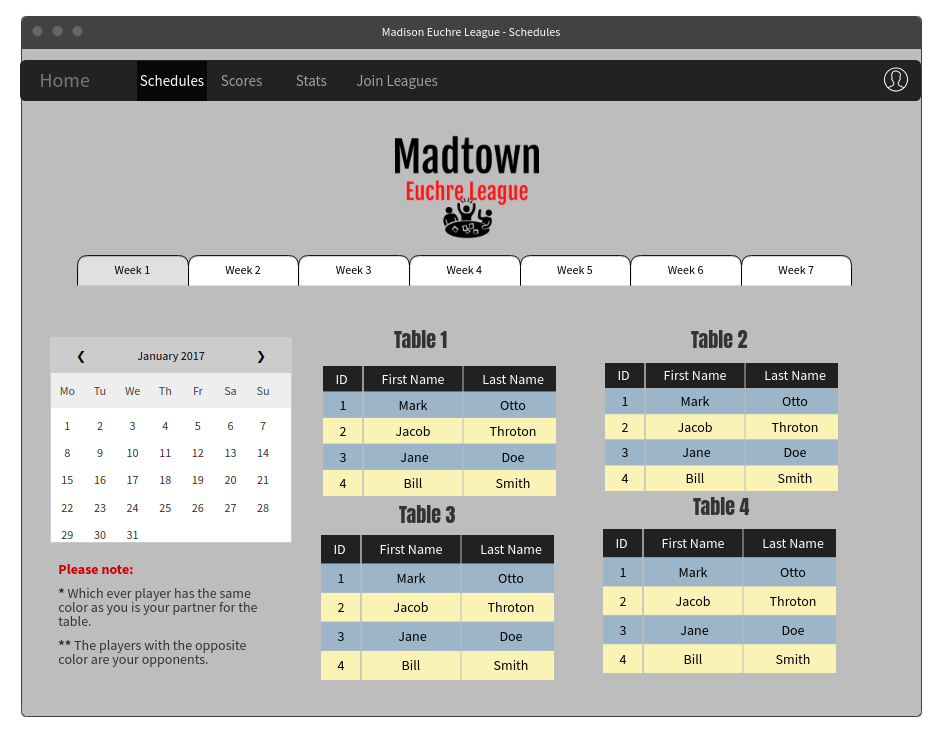 Madison Euchre League - Schedules
Home Schedules Scores Stats Join Leagues
Madtown
Euchre League
Week 1 Week 2 Week 3 Week 4 Week 5 Week 6 Week 7
❮ January 2017 ❯
Mo Tu We Th Fr Sa Su
1 2 3 4 5 6 7
8 9 10 11 12 13 14
15 16 17 18 19 20 21
22 23 24 25 26 27 28
29 30 31
Please note:
* Which ever player has the same
color as you is your partner for the
table.
** The players with the opposite
color are your opponents.
Table 1
ID First Name Last Name
1 Mark Otto
2 Jacob Throton
3 Jane Doe
4 Bill Smith
Table 2
ID First Name Last Name
1 Mark Otto
2 Jacob Throton
3 Jane Doe
4 Bill Smith
Table 3
ID First Name Last Name
1 Mark Otto
2 Jacob Throton
3 Jane Doe
4 Bill Smith
Table 4
ID First Name Last Name
1 Mark Otto
2 Jacob Throton
3 Jane Doe
4 Bill Smith